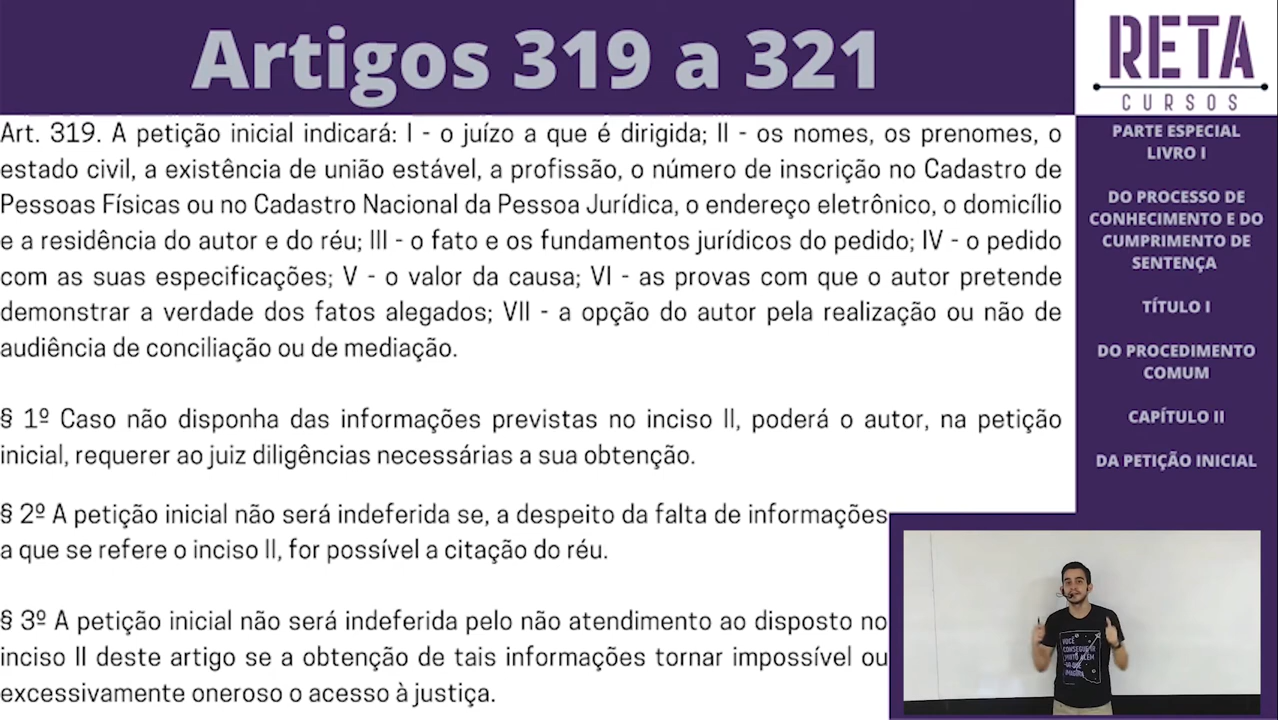 Artigos 319 a 321
RETA
CURSOS
Art. 319. A petição inicial indicará: I - o juízo a que é dirigida; II - os nomes, os prenomes, o
estado civil, a existência de união estável, a profissão, o número de inscrição no Cadastro de
Pessoas Físicas ou no Cadastro Nacional da Pessoa Jurídica, o endereço eletrônico, o domicílio
e a residência do autor e do réu; III - o fato e os fundamentos jurídicos do pedido; IV - o pedido
com as suas especificações; V - o valor da causa; VI - as provas com que o autor pretende
demonstrar a verdade dos fatos alegados; VII - a opção do autor pela realização ou não de
audiência de conciliação ou de mediação.
§ 1º Caso não disponha das informações previstas no inciso II, poderá o autor, na petição
inicial, requerer ao juiz diligências necessárias a sua obtenção.
§ 2º A petição inicial não será indeferida se, a despeito da falta de informações
a que se refere o inciso II, for possível a citação do réu.
§ 3º A petição inicial não será indeferida pelo não atendimento ao disposto no
inciso II deste artigo se a obtenção de tais informações tornar impossível ou
excessivamente oneroso o acesso à justiça.
PARTE ESPECIAL
LIVRO I
DO PROCESSO DE
CONHECIMENTO E DO
CUMPRIMENTO DE
SENTENÇA
TÍTULO I
DO PROCEDIMENTO
COMUM
CAPÍTULO II
DA PETIÇÃO INICIAL
VOCÊ
CONSEGUE IR
MUITO ALÉM
DO QUE
IMAGINA